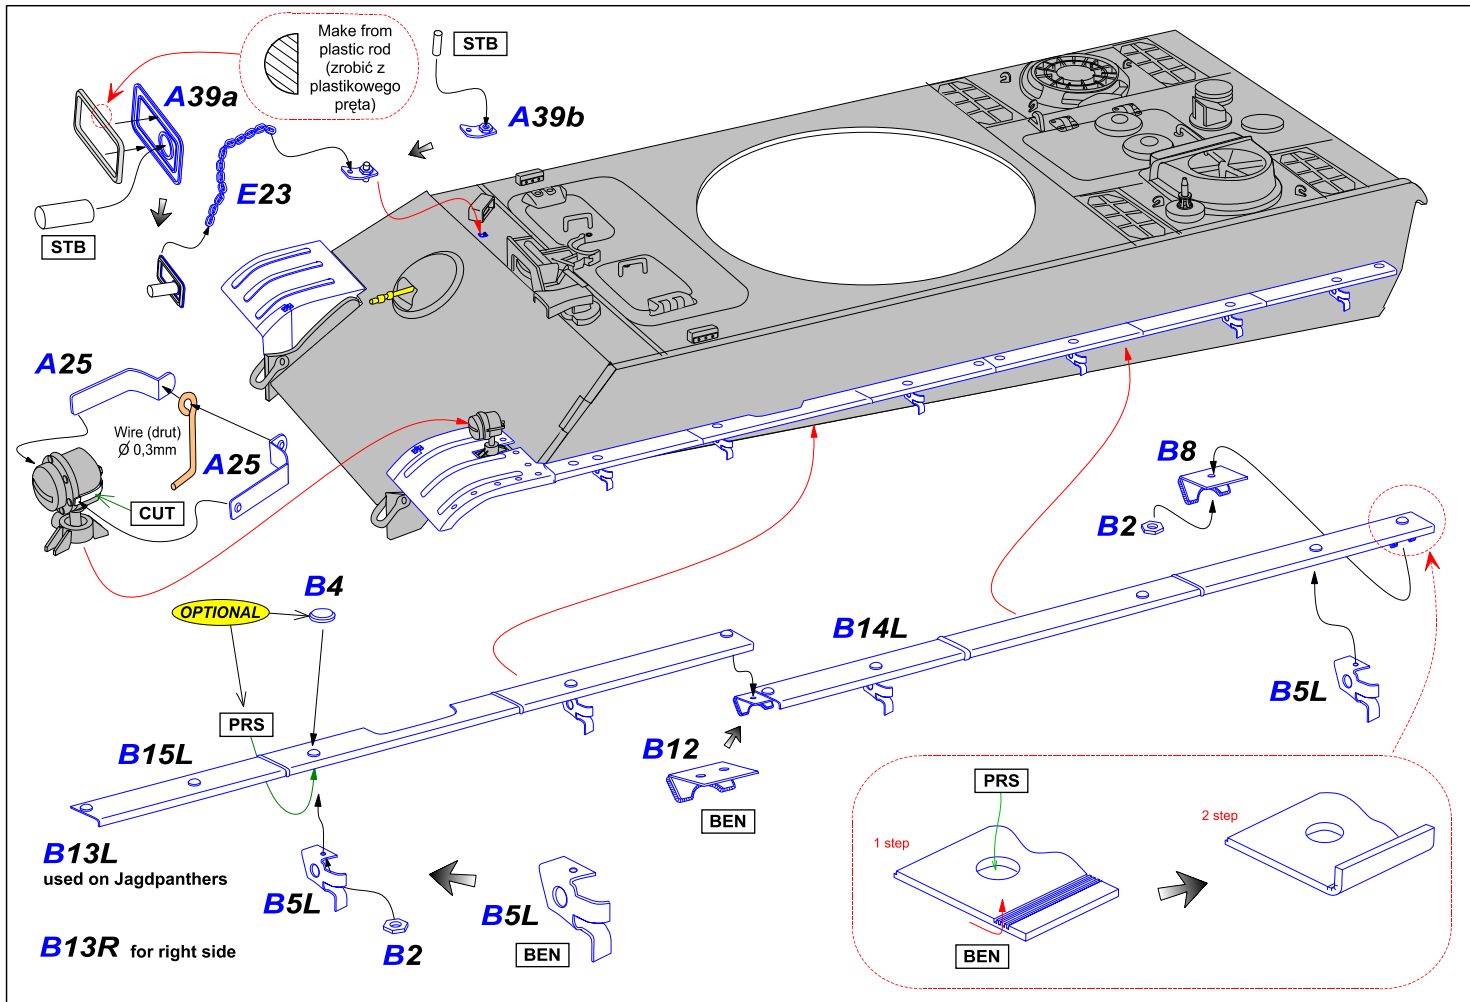 Make from
plastic rod
(zrobić z
plastikowego
pręta)
STB
A39a
A39b
E23
STB
A25
Wire (drut)
Ø 0,3mm
A25
CUT
B8
B2
B4
OPTIONAL
B14L
B5L
PRS
B15L
B12
BEN
B13L
used on Jagdpanthers
B5L
B5L
B2
BEN
B13R for right side
PRS
1 step
2 step
BEN